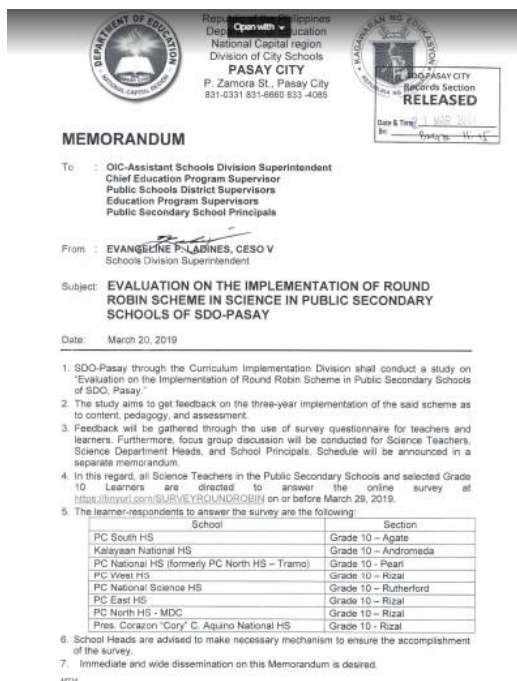 Republic of the Philippines
Open with
Department of Education
National Capital region
Division of City Schools
PASAY CITY
P. Zamora St., Pasay City
831-0331 831-6660 833 -4085
DEPARTMENT OF EDUCATION
NATIONAL CAPITAL REGION
KAGAWARAN NG EDUKASYON
SDO-PASAY CITY
Records Section
RELEASED
Date & Time
By:
MEMORANDUM
To : OIC-Assistant Schools Division Superintendent
Chief Education Program Supervisor
Public Schools District Supervisors
Education Program Supervisors
Public Secondary School Principals
From : EVANGELINE P. LADINES, CESO V
Schools Division Superintendent
Subject: EVALUATION ON THE IMPLEMENTATION OF ROUND
ROBIN SCHEME IN SCIENCE IN PUBLIC SECONDARY
SCHOOLS OF SDO-PASAY
Date: March 20, 2019
1. SDO-Pasay through the Curriculum Implementation Division shall conduct a study on
"Evaluation on the Implementation of Round Robin Scheme in Public Secondary Schools
of SDO, Pasay."
2. The study aims to get feedback on the three-year implementation of the said scheme as
to content, pedagogy, and assessment.
3. Feedback will be gathered through the use of survey questionnaire for teachers and
learners. Furthermore, focus group discussion will be conducted for Science Teachers,
Science Department Heads, and School Principals. Schedule will be announced in a
separate memorandum.
4. In this regard, all Science Teachers in the Public Secondary Schools and selected Grade
10 Learners are directed to answer the online survey at
https://tinyurl.com/SURVEYROUNDROBIN on or before March 29, 2019.
5. The learner-respondents to answer the survey are the following:
School Section
PC South HS Grade 10 – Agate
Kalayaan National HS Grade 10 – Andromeda
PC National HS (formerly PC North HS – Tramo) Grade 10 - Pearl
PC West HS Grade 10 – Rizal
PC National Science HS Grade 10 – Rutherford
PC East HS Grade 10 – Rizal
PC North HS - MDC Grade 10 – Rizal
Pres. Corazon "Cory" C. Aquino National HS Grade 10 - Rizal
6. School Heads are advised to make necessary mechanism to ensure the accomplishment
of the survey.
7. Immediate and wide dissemination on this Memorandum is desired.